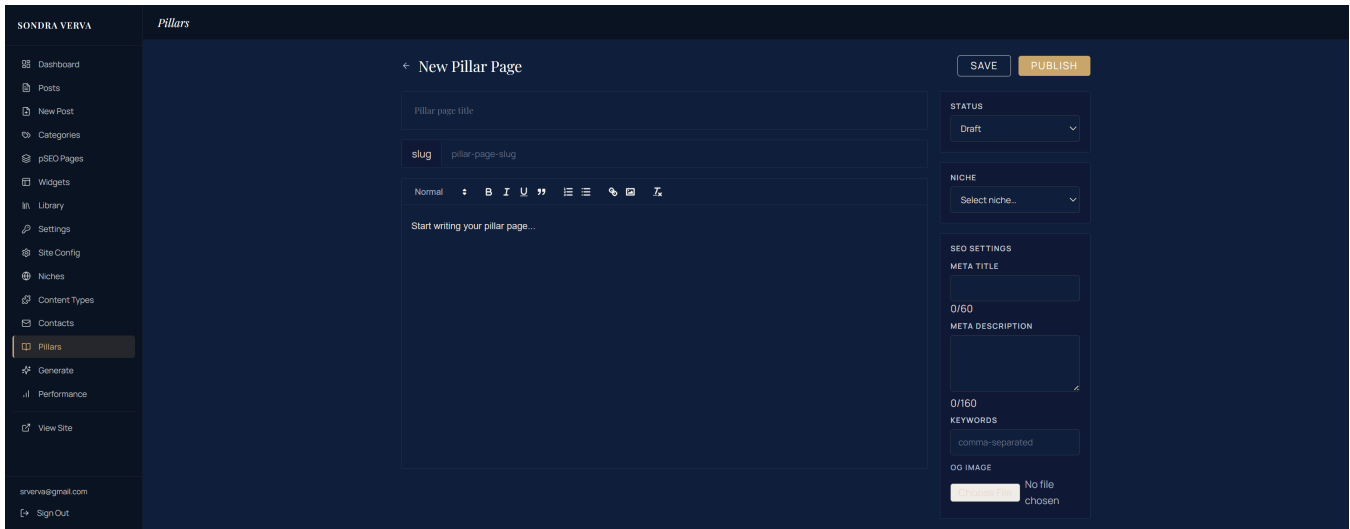 SONDRA VERVA
Dashboard
Posts
New Post
Categories
pSEO Pages
Widgets
Library
Settings
Site Config
Niches
Content Types
Contacts
Pillars
Generate
Performance
View Site
srverva@gmail.com
Sign Out
Pillars
← New Pillar Page
SAVE
PUBLISH
Pillar page title
slug
pillar-page-slug
Normal
Start writing your pillar page...
STATUS
Draft
NICHE
Select niche...
SEO SETTINGS
META TITLE
0/60
META DESCRIPTION
0/160
KEYWORDS
comma-separated
OG IMAGE
Choose File
No file
chosen